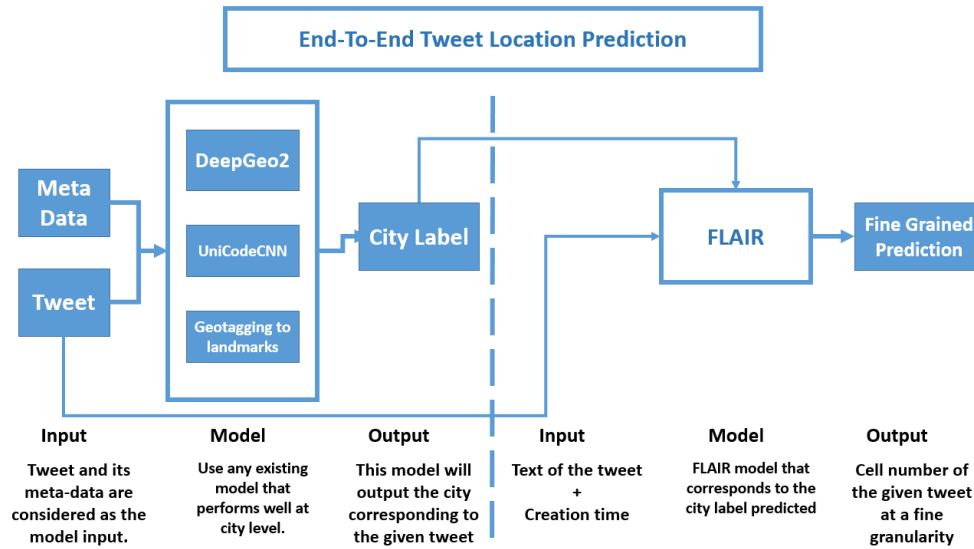 End-To-End Tweet Location Prediction
Meta
Data
Tweet
DeepGeo2
UniCodeCNN
Geotagging to
landmarks
City Label
FLAIR
Fine Grained
Prediction
Input
Tweet and its
meta-data are
considered as the
model input.
Model
Use any existing
model that
performs well at
city level.
Output
This model will
output the city
corresponding to
the given tweet
Input
Text of the tweet
+
Creation time
Model
FLAIR model that
corresponds to the
city label predicted
Output
Cell number of
the given tweet
at a fine
granularity